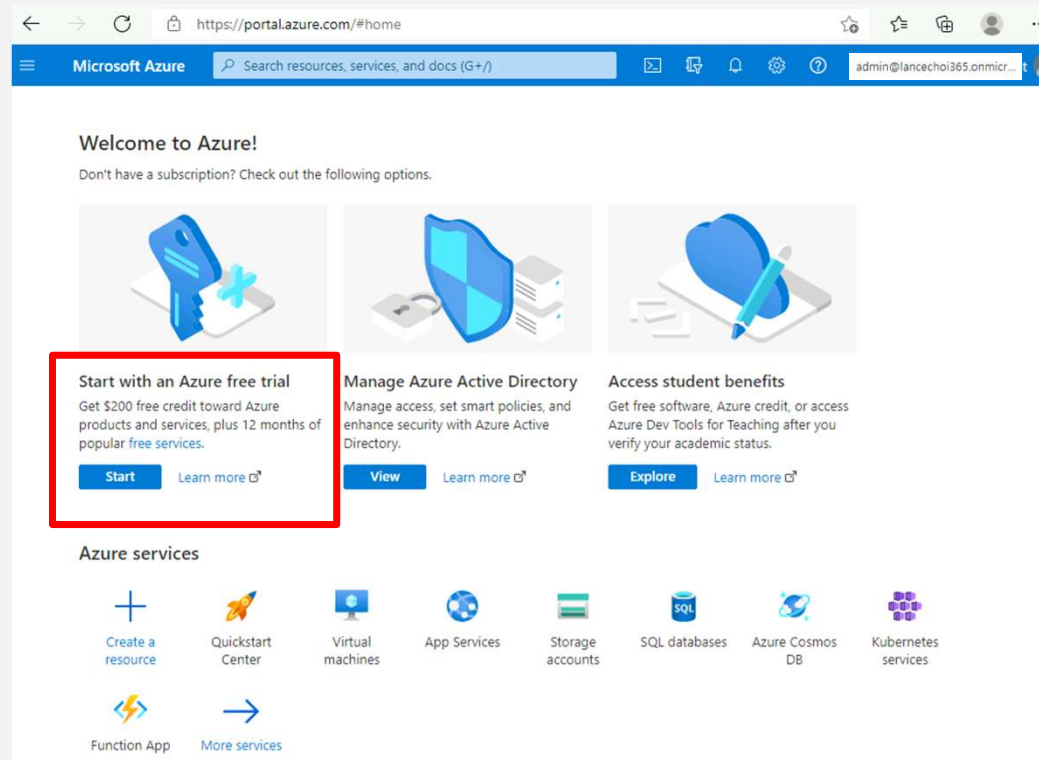 https://portal.azure.com/#home
Microsoft Azure
Search resources, services, and docs (G+/)
admin@lancechoi365.onmicr... t
Welcome to Azure!
Don't have a subscription? Check out the following options.
Start with an Azure free trial
Get $200 free credit toward Azure
products and services, plus 12 months of
popular free services.
Start
Learn more
Manage Azure Active Directory
Manage access, set smart policies, and
enhance security with Azure Active
Directory.
View
Learn more
Access student benefits
Get free software, Azure credit, or access
Azure Dev Tools for Teaching after you
verify your academic status.
Explore
Learn more
Azure services
Create a
resource
Quickstart
Center
Virtual
machines
App Services
Storage
accounts
SQL
SQL databases
Azure Cosmos
DB
Kubernetes
services
Function App
More services